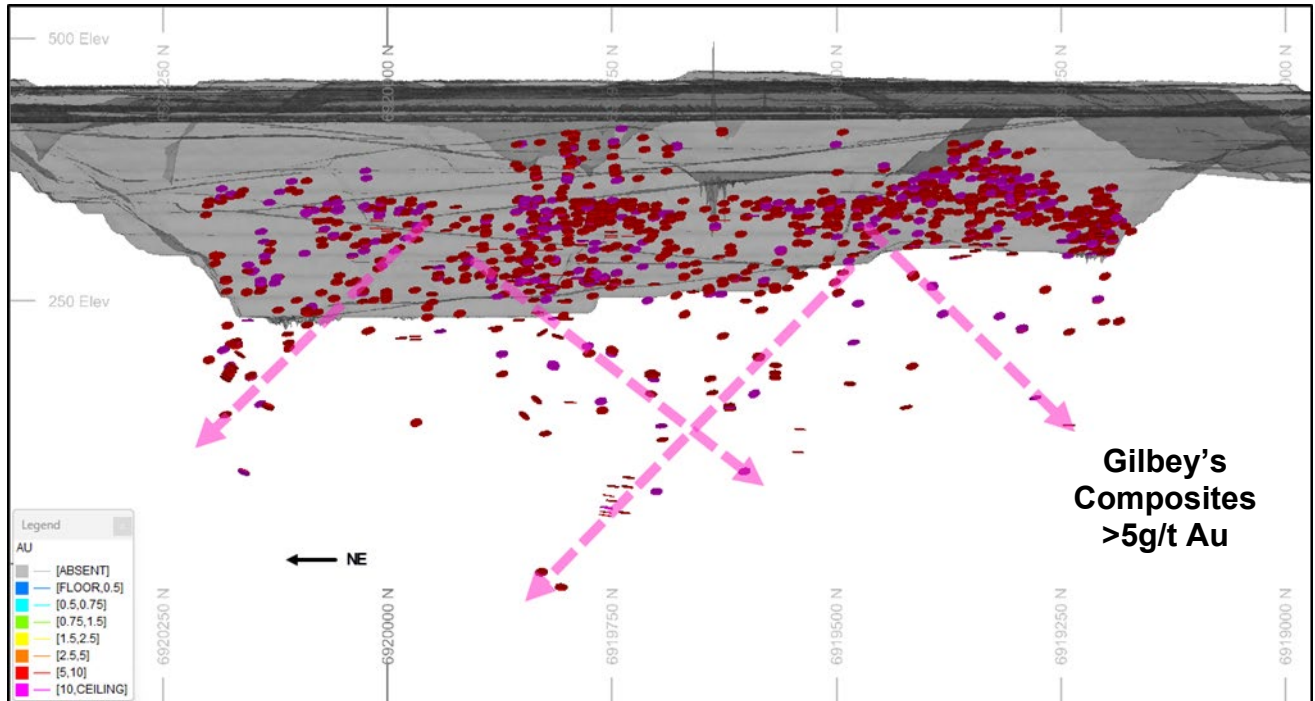 500 Elev
250 Elev
6920250 N
6920000 N
6919750 N
6919500 N
6919250 N
Gilbey's
Composites
>5g/t Au
NE
Legend
AU
[ABSENT]
[FLOOR,0.5]
[0.5,0.75]
[0.75,1.5]
[1.5,2.5]
[2.5,5]
[5,10]
[10,CEILING]
6920250 N
6920000 N
6919750 N
6919500 N
6919250 N
6919000 N